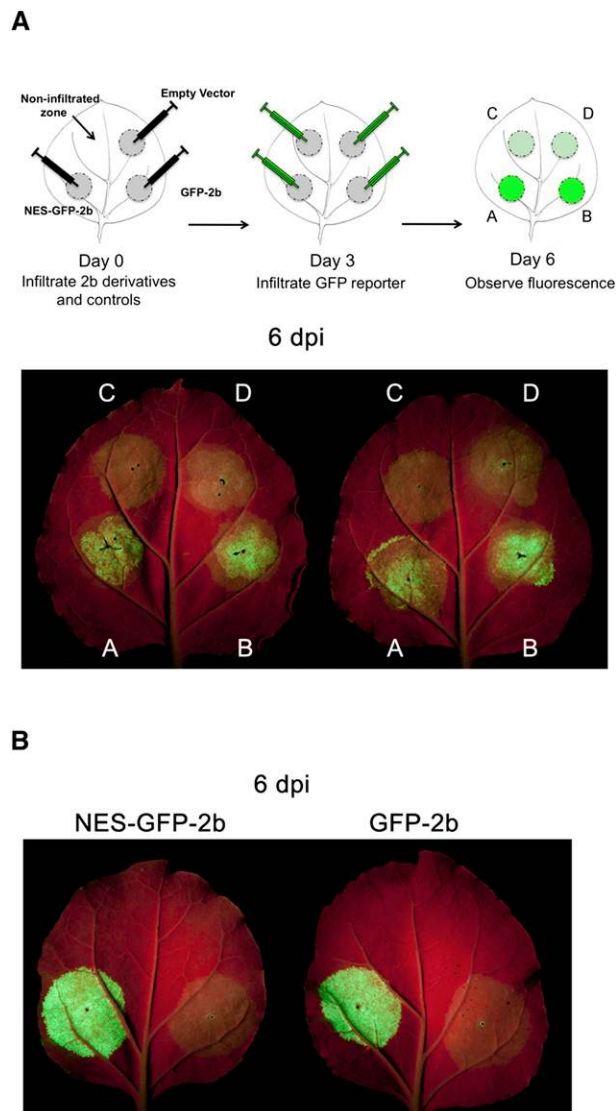 A
Non-infiltrated
zone
Empty Vector
NES-GFP-2b
GFP-2b
C
D
A
B
Day 0
Infiltrate 2b derivatives
and controls
Day 3
Infiltrate GFP reporter
Day 6
Observe fluorescence
6 dpi
C
D
C
D
A
B
A
B
B
6 dpi
NES-GFP-2b
GFP-2b